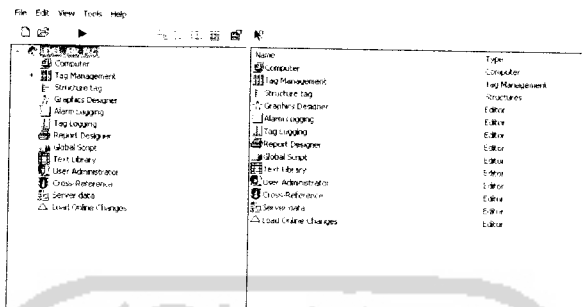 File Edit View Tools Help
Computer
Tag Management
Structure tag
Graphics Designer
Alarm Logging
Tag Logging
Report Designer
Global Script
Text Library
User Administrator
Cross-Reference
Server data
Load Online Changes
Name Type
Computer Computer
Tag Management Tag Management
Structure tag Structures
Graphics Designer Editor
Alarm Logging Editor
Tag Logging Editor
Report Designer Editor
Global Script Editor
Text Library Editor
User Administrator Editor
Cross-Reference Editor
Server data Editor
Load Online Changes Editor